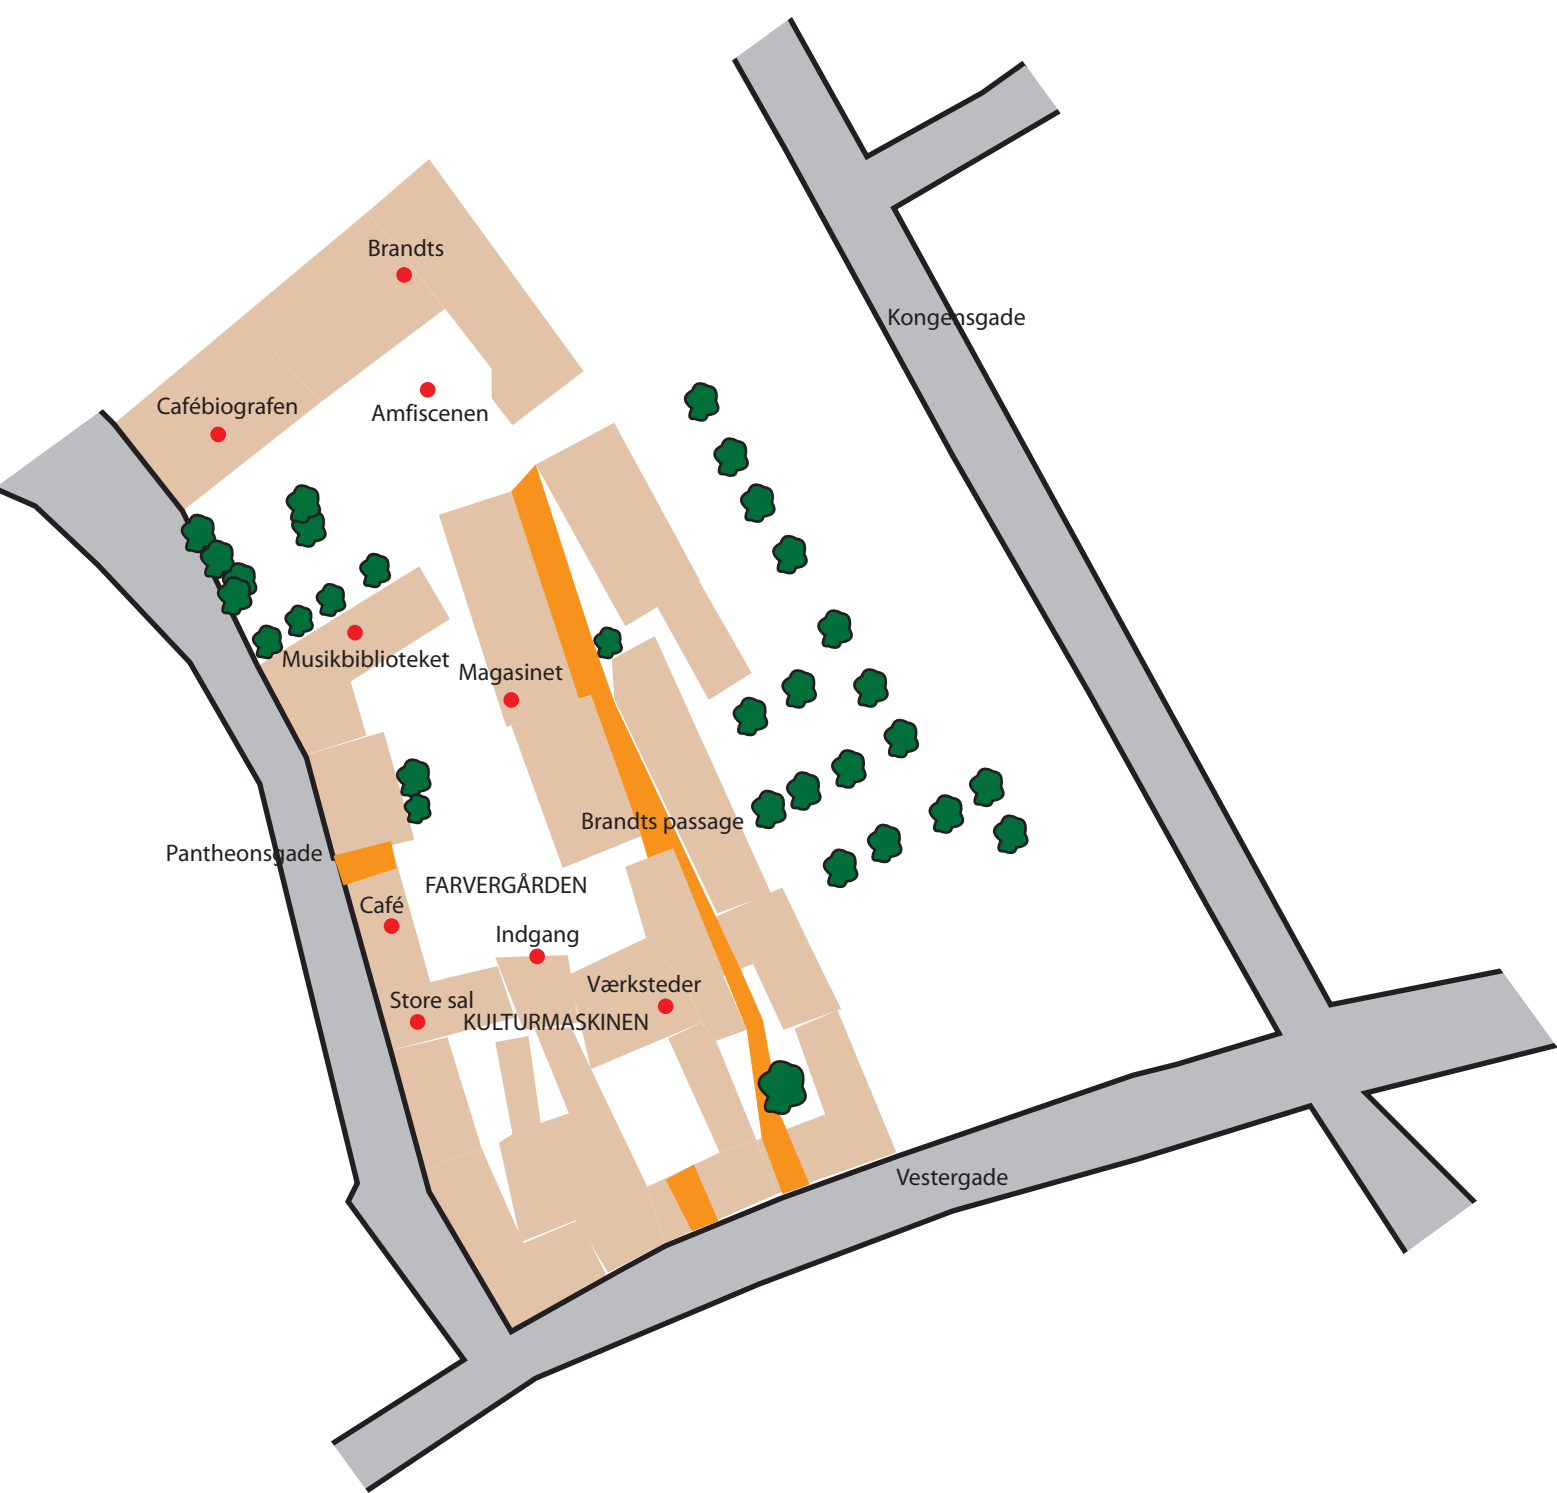 Brandts
Kongensgade
Cafébiografen
Amfiscenen
Musikbiblioteket
Magasinet
Brandts passage
Pantheonsgade
FARVERGÅRDEN
Café
Indgang
Værksteder
Store sal
KULTURMASKINEN
Vestergade